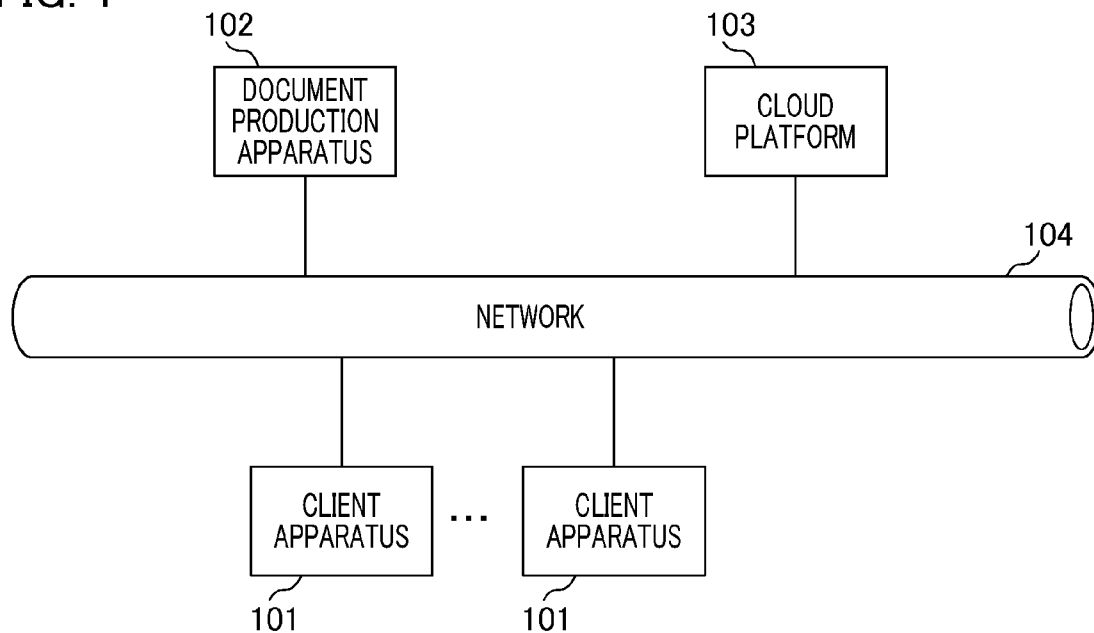 102
DOCUMENT
PRODUCTION
APPARATUS
103
CLOUD
PLATFORM
104
NETWORK
CLIENT
APPARATUS
...
CLIENT
APPARATUS
101
101